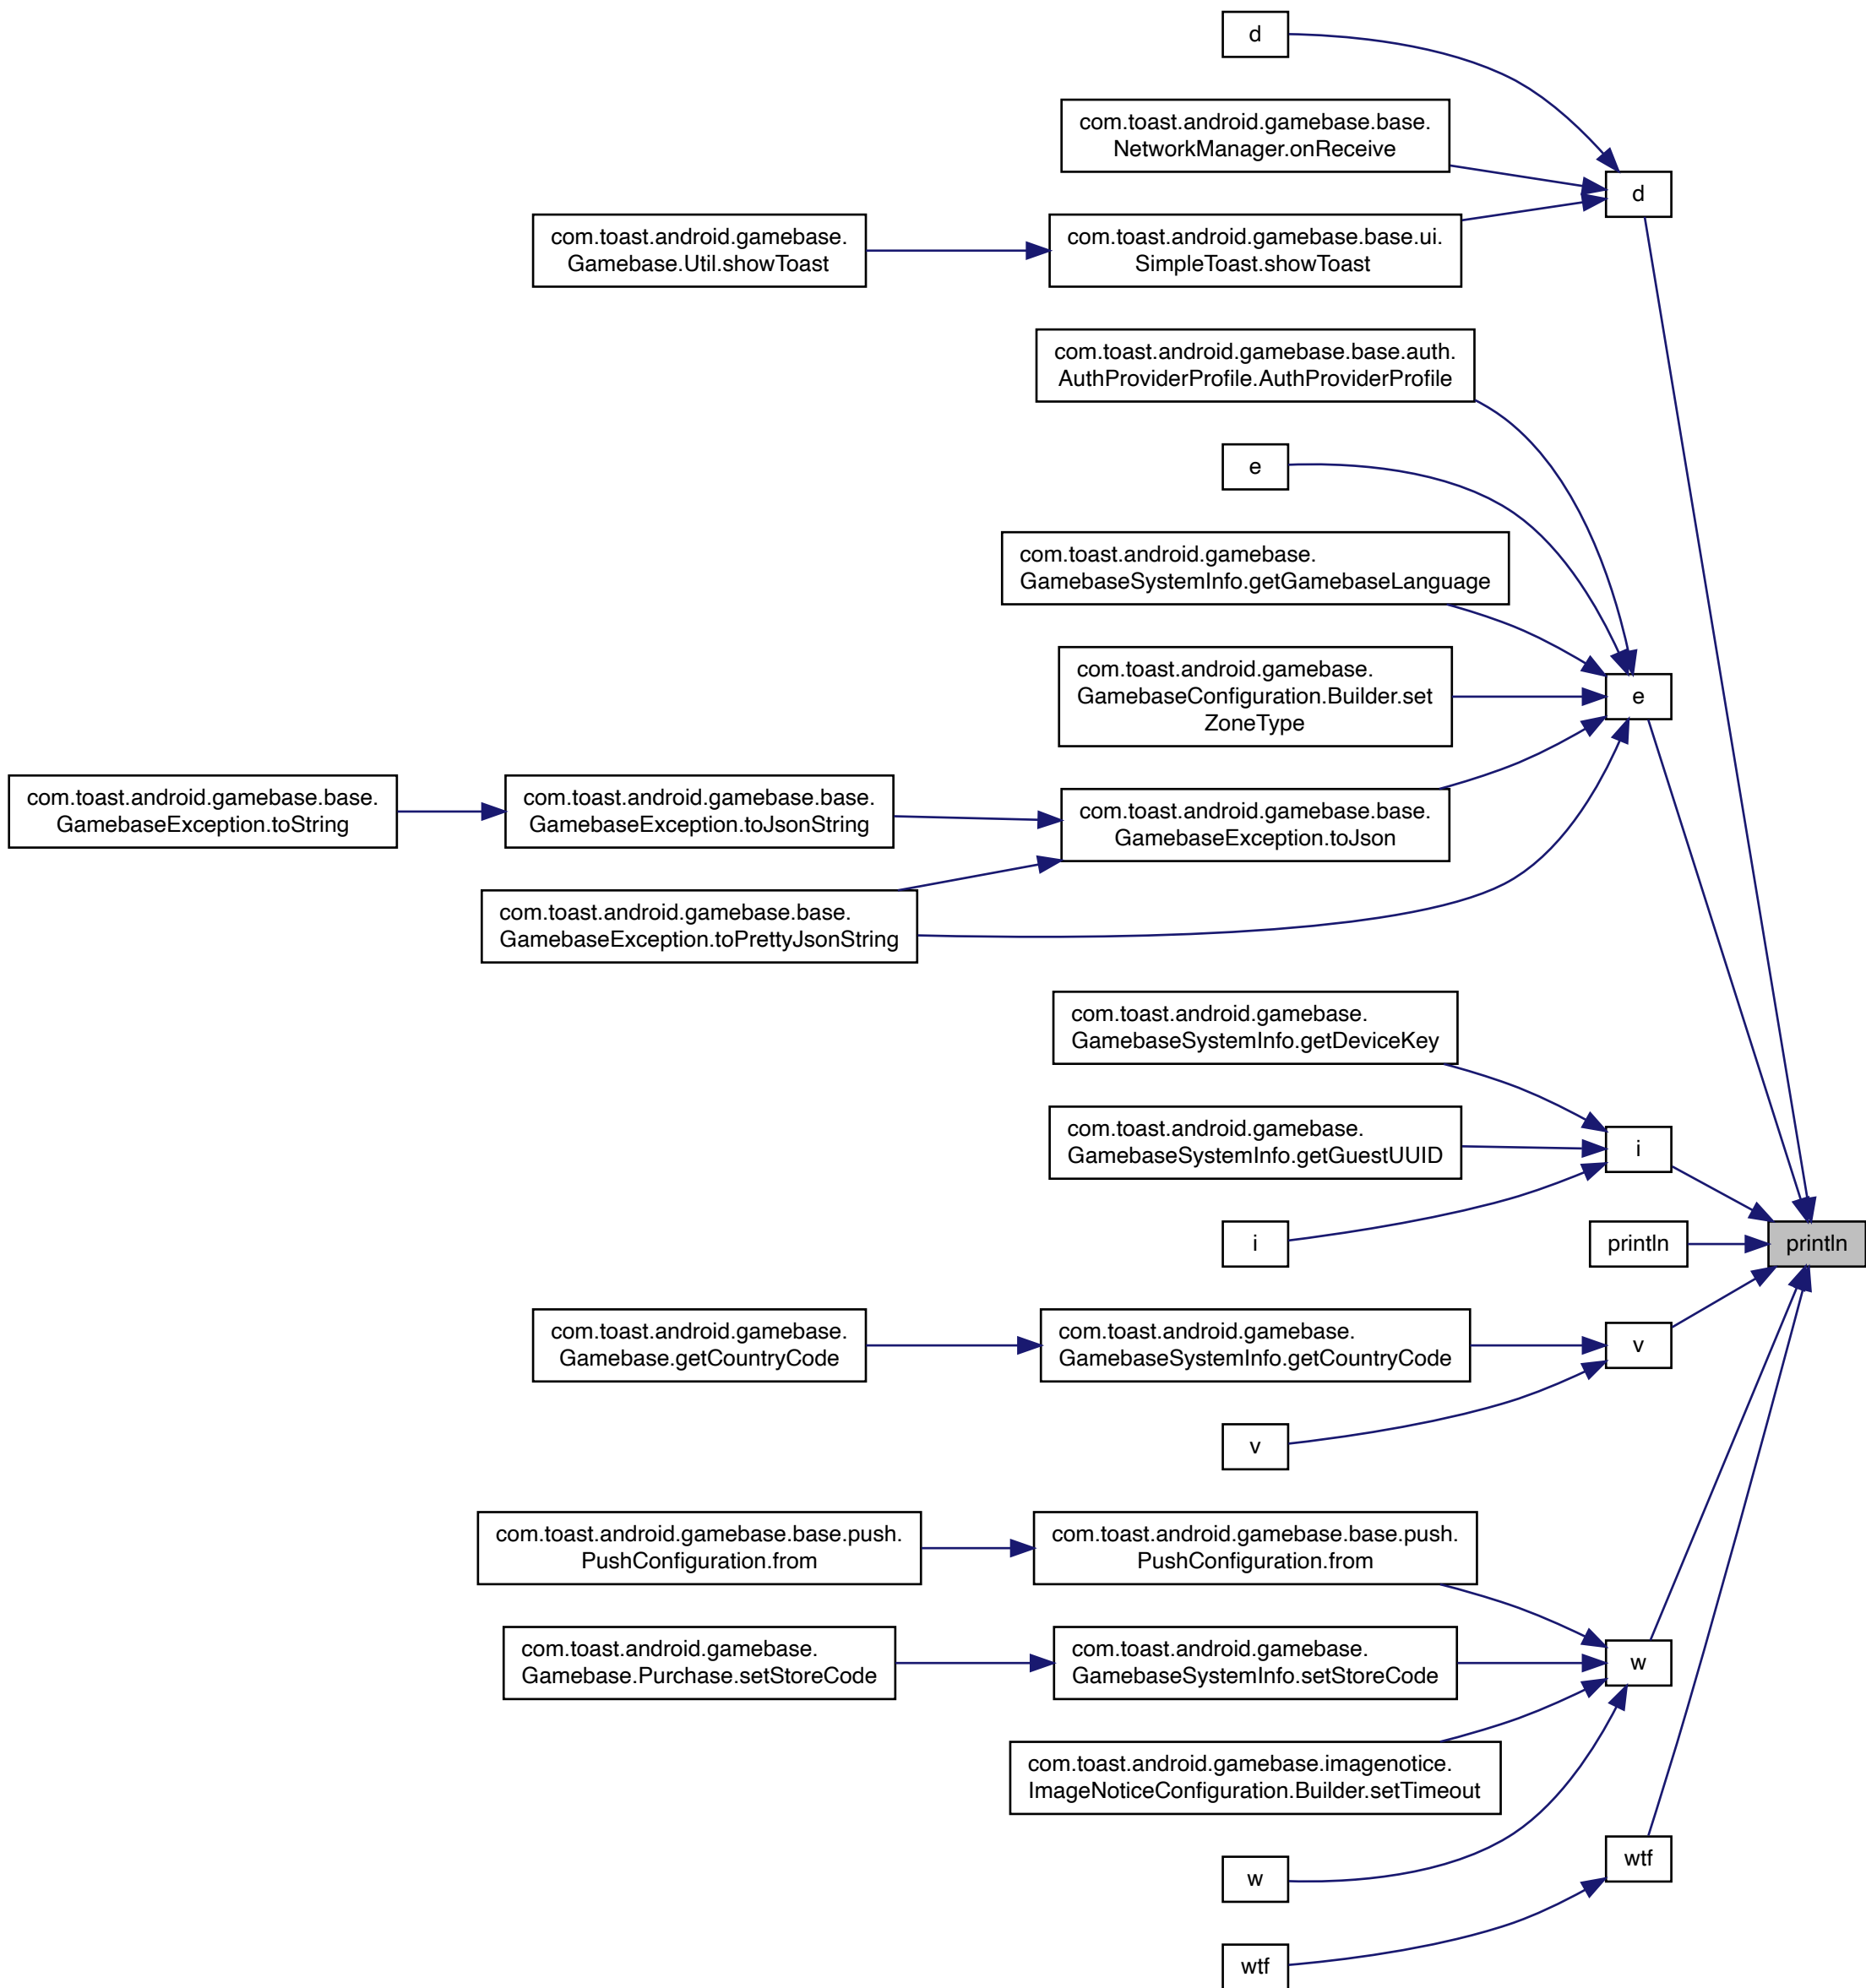 d
com.toast.android.gamebase.base.
NetworkManager.onReceive
d
com.toast.android.gamebase.
Gamebase.Util.showToast
com.toast.android.gamebase.base.ui.
SimpleToast.showToast
com.toast.android.gamebase.base.auth.
AuthProviderProfile.AuthProviderProfile
e
com.toast.android.gamebase.
GamebaseSystemInfo.getGamebaseLanguage
com.toast.android.gamebase.
GamebaseConfiguration.Builder.set
ZoneType
e
com.toast.android.gamebase.base.
GamebaseException.toString
com.toast.android.gamebase.base.
GamebaseException.toJsonString
com.toast.android.gamebase.base.
GamebaseException.toJson
com.toast.android.gamebase.base.
GamebaseException.toPrettyJsonString
com.toast.android.gamebase.
GamebaseSystemInfo.getDeviceKey
com.toast.android.gamebase.
GamebaseSystemInfo.getGuestUUID
i
i
println
println
com.toast.android.gamebase.
Gamebase.getCountryCode
com.toast.android.gamebase.
GamebaseSystemInfo.getCountryCode
v
v
com.toast.android.gamebase.base.push.
PushConfiguration.from
com.toast.android.gamebase.base.push.
PushConfiguration.from
com.toast.android.gamebase.
Gamebase.Purchase.setStoreCode
com.toast.android.gamebase.
GamebaseSystemInfo.setStoreCode
w
com.toast.android.gamebase.imagenotice.
ImageNoticeConfiguration.Builder.setTimeout
w
wtf
wtf